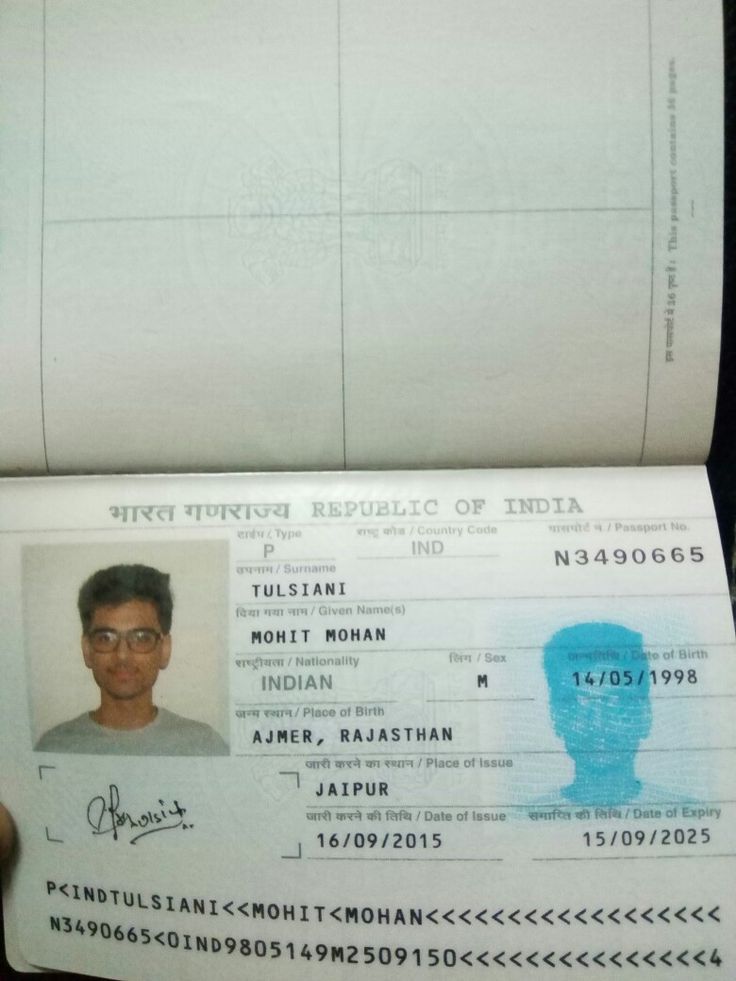 इस पासपोर्ट में 36 पृष्ठ हैं। This passport contains 36 pages.
भारत गणराज्य REPUBLIC OF INDIA
टाईप / Type राष्ट्र कोड / Country Code पासपोर्ट नं. / Passport No.
P IND N3490665
उपनाम / Surname
TULSIANI
दिया गया नाम / Given Name(s)
MOHIT MOHAN
राष्ट्रीयता / Nationality लिंग / Sex जन्मतिथि / Date of Birth
INDIAN M 14/05/1998
जन्म स्थान / Place of Birth
AJMER, RAJASTHAN
जारी करने का स्थान / Place of Issue
JAIPUR
जारी करने की तिथि / Date of Issue समाप्ति की तिथि / Date of Expiry
16/09/2015 15/09/2025
P<INDTULSIANI<<MOHIT<MOHAN<<<<<<<<<<<<<<<<<<
N3490665<0IND9805149M2509150<<<<<<<<<<<<<<<4